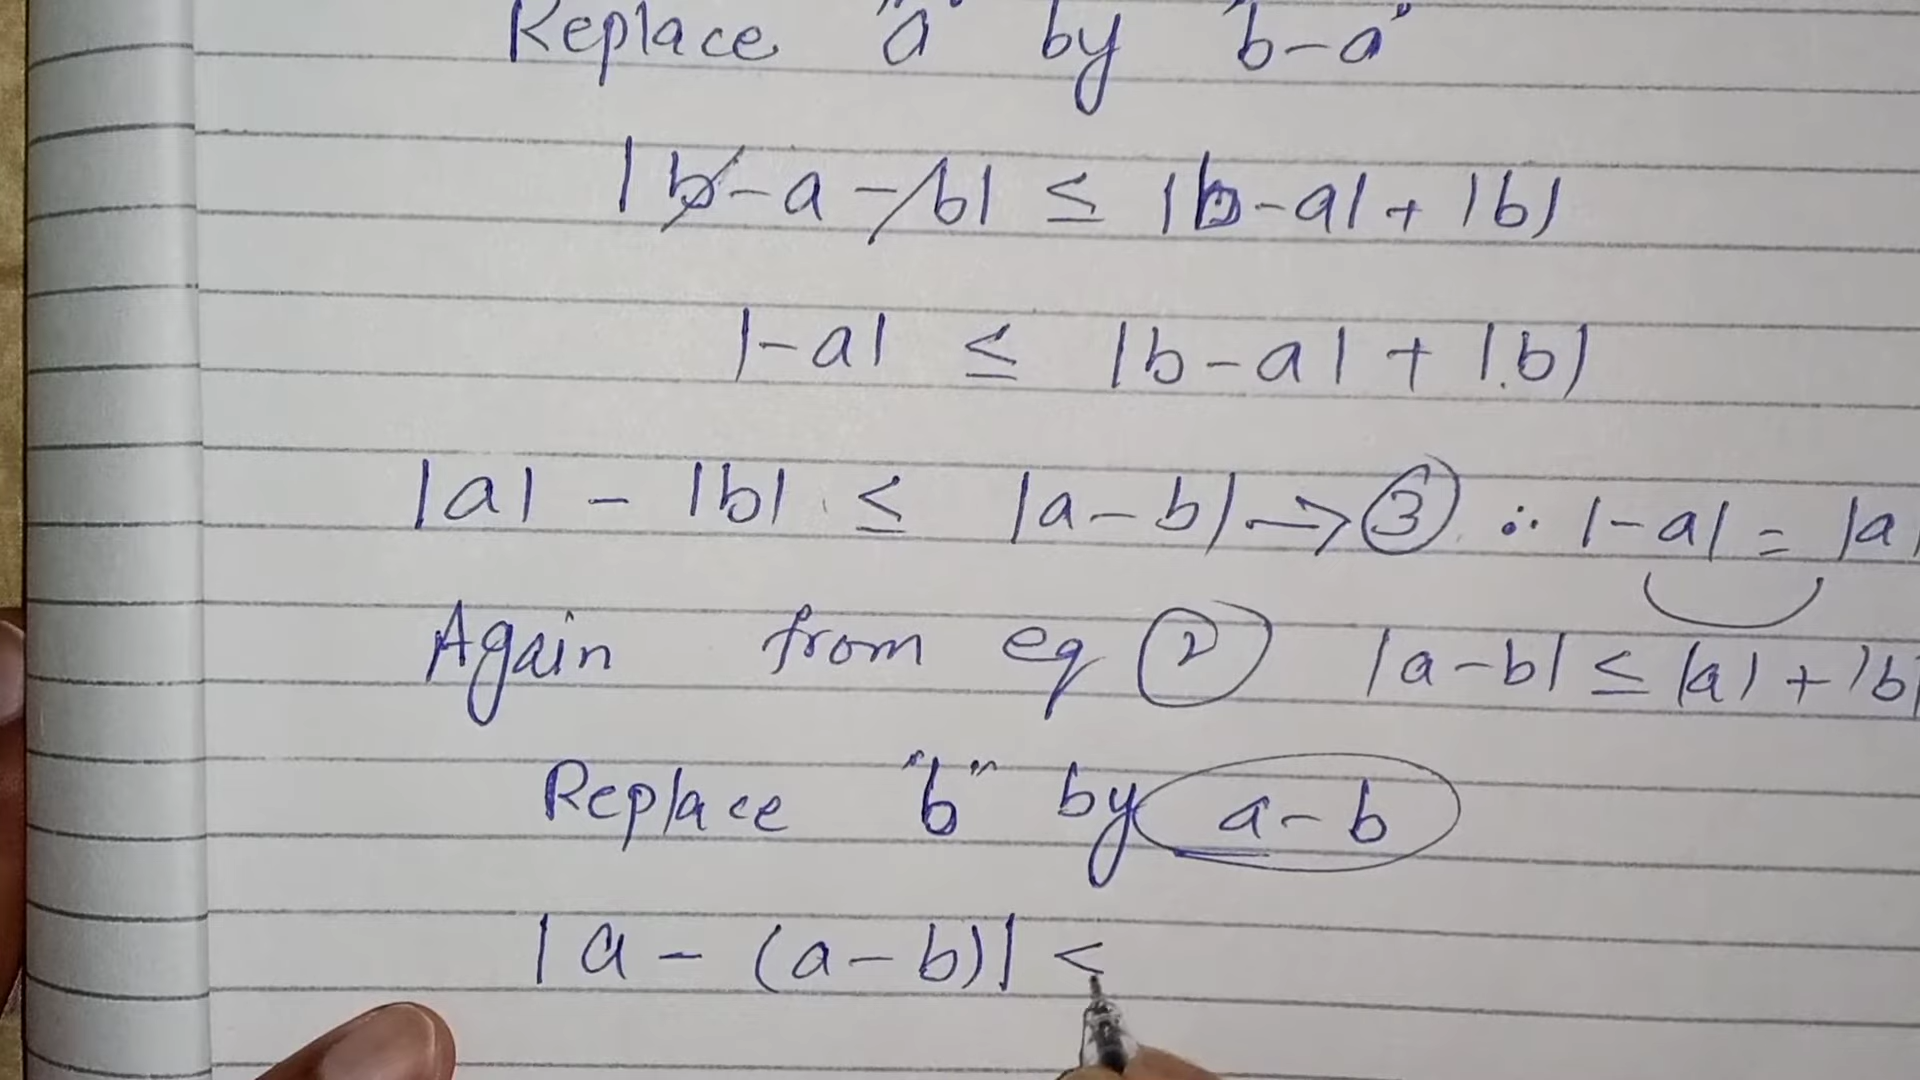 Replace "a" by "b-a"
|b-a-b| ≤ |b-a| + |b|
|-a| ≤ |b-a| + |b|
|a| - |b| ≤ |a-b| → ③ ∴ |-a| = |a|
Again from eq ② |a-b| ≤ |a| + |b|
Replace "b" by a-b
|a-(a-b)| <